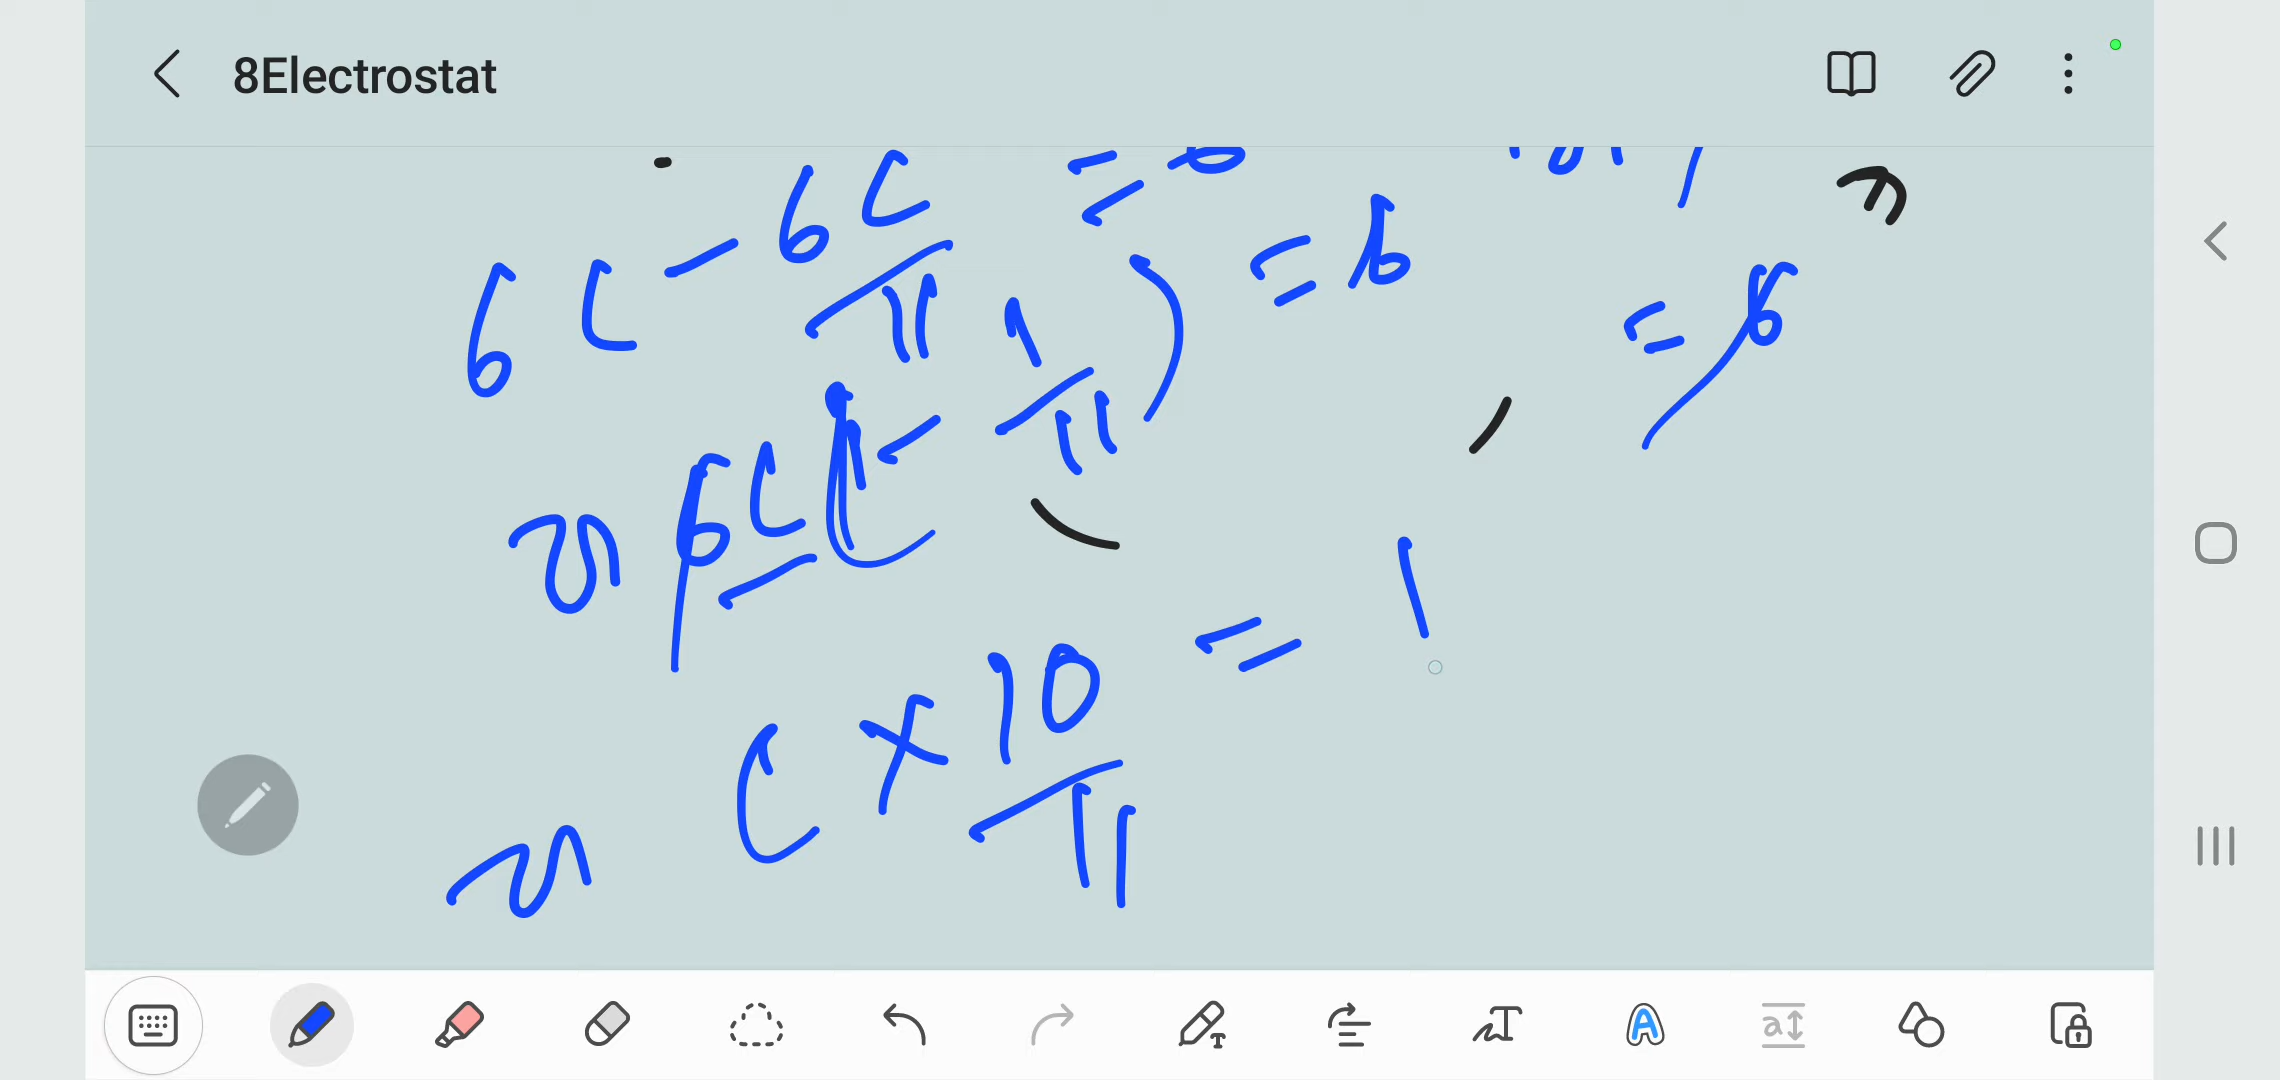 8Electrostat
6C - 6C/11 = 6
⇒ 6C(1 - 1/11) = 6
⇒ C × 10/11 = 1